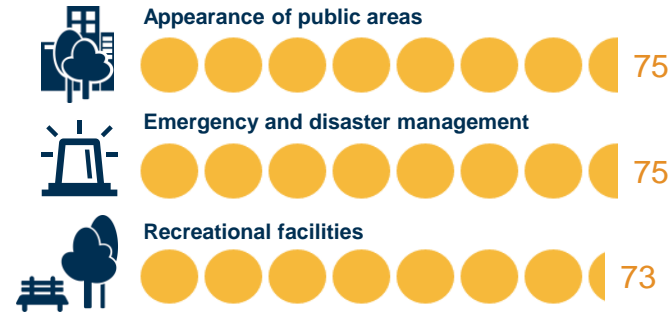 Appearance of public areas
75
Emergency and disaster management
75
Recreational facilities
73